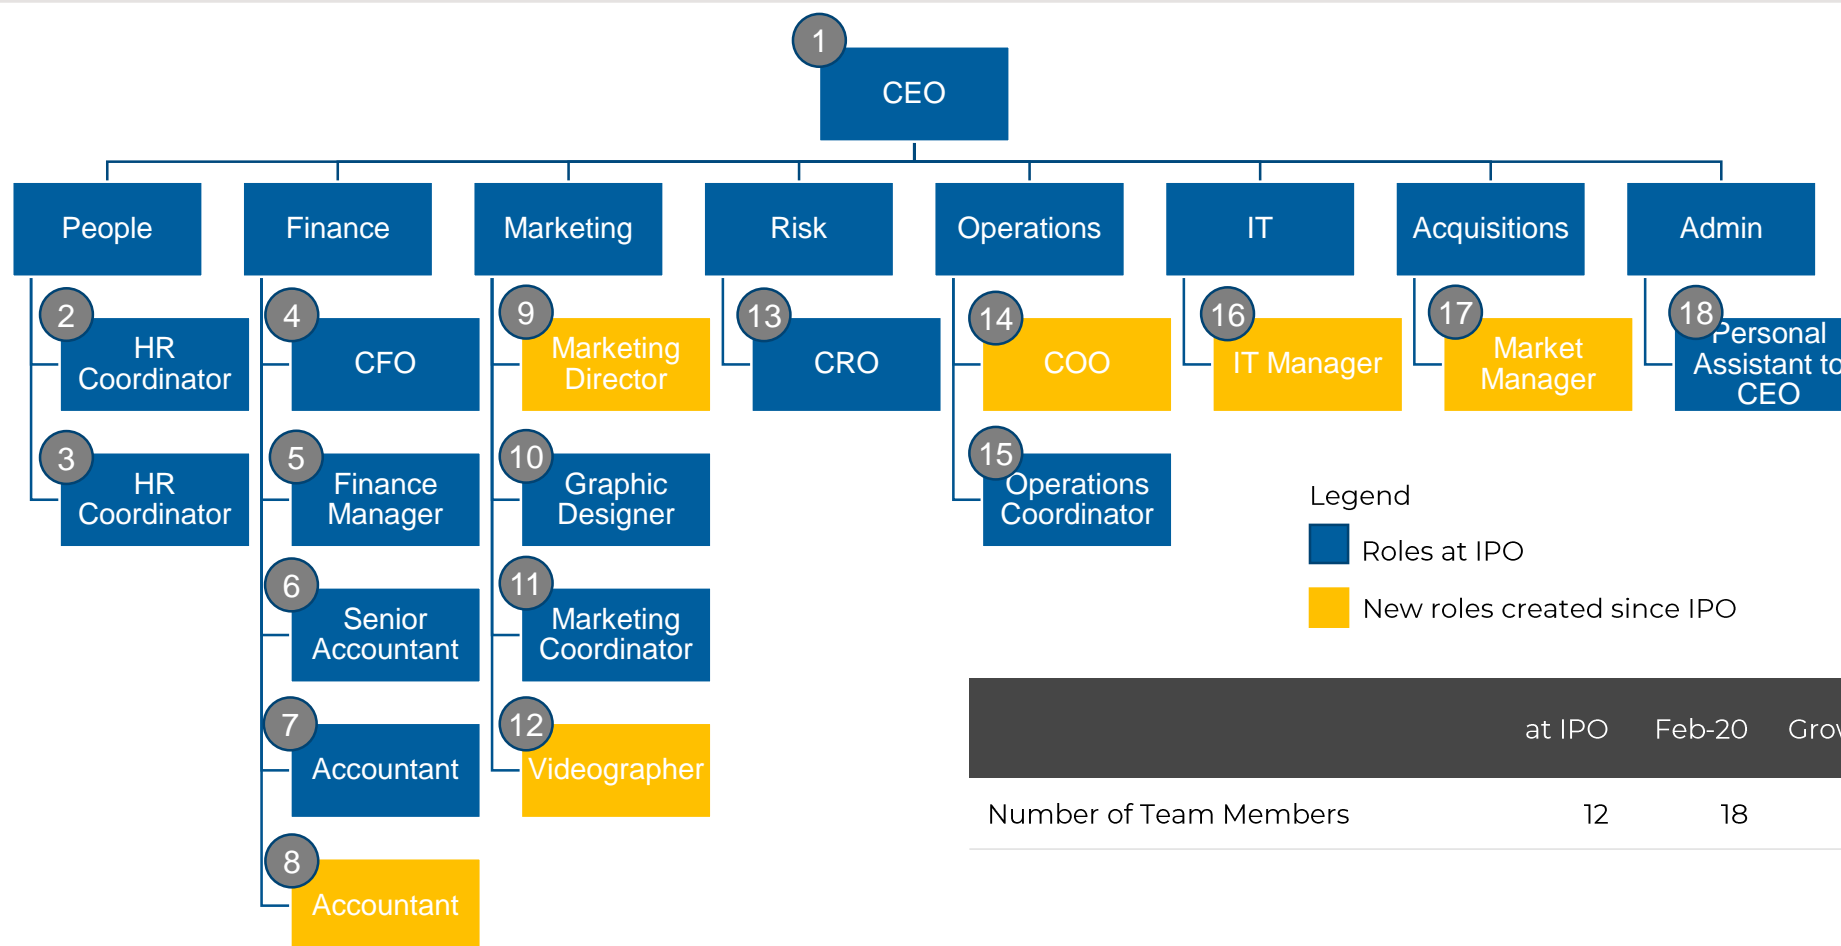 1
CEO
People
Finance
Marketing
Risk
Operations
IT
Acquisitions
Admin
2
HR
Coordinator
3
HR
Coordinator
4
CFO
5
Finance
Manager
6
Senior
Accountant
7
Accountant
8
Accountant
9
Marketing
Director
10
Graphic
Designer
11
Marketing
Coordinator
12
Videographer
13
CRO
14
COO
15
Operations
Coordinator
16
IT Manager
17
Market
Manager
18
Personal
Assistant to
CEO
Legend
Roles at IPO
New roles created since IPO
at IPO Feb-20
Number of Team Members 12 18